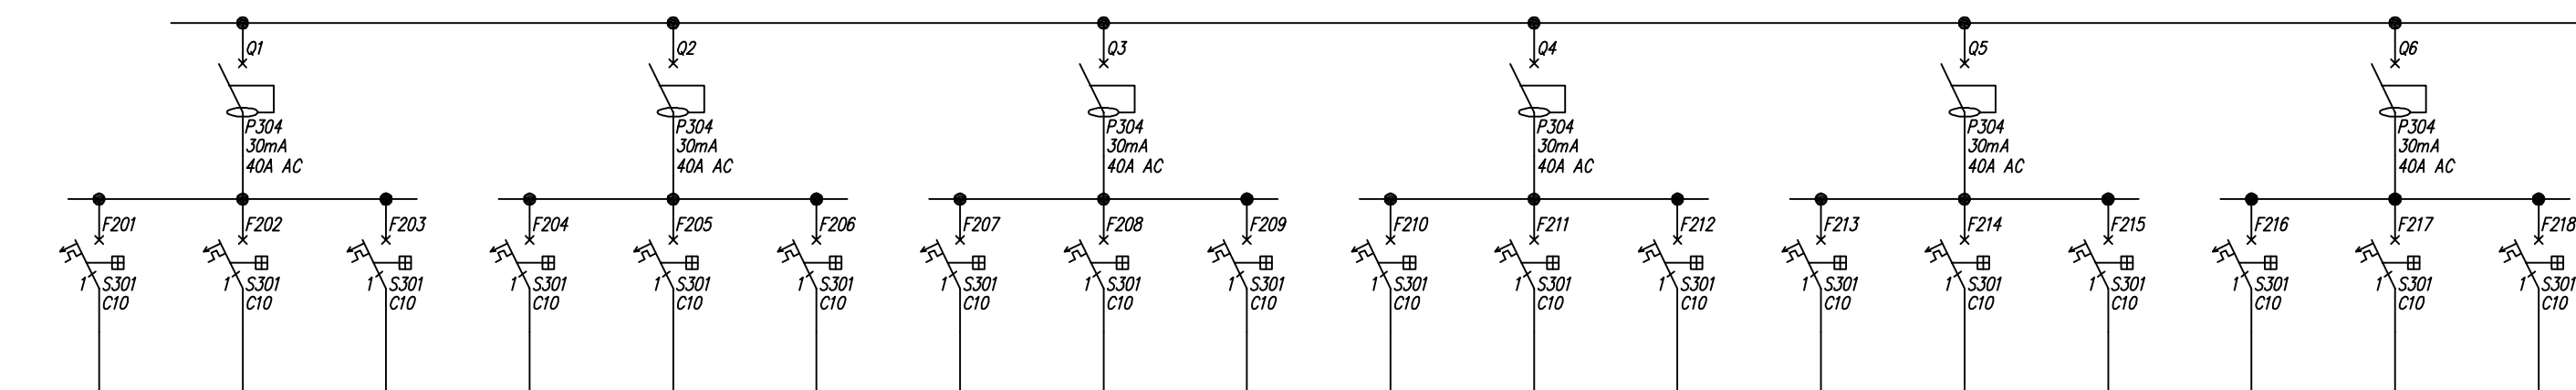 Q1
Q2
Q3
Q4
Q5
Q6
P304
30mA
40A AC
P304
30mA
40A AC
P304
30mA
40A AC
P304
30mA
40A AC
P304
30mA
40A AC
P304
30mA
40A AC
F201
F202
F203
F204
F205
F206
F207
F208
F209
F210
F211
F212
F213
F214
F215
F216
F217
F218
1 S301
C10
1 S301
C10
1 S301
C10
1 S301
C10
1 S301
C10
1 S301
C10
1 S301
C10
1 S301
C10
1 S301
C10
1 S301
C10
1 S301
C10
1 S301
C10
1 S301
C10
1 S301
C10
1 S301
C10
1 S301
C10
1 S301
C10
1 S301
C10